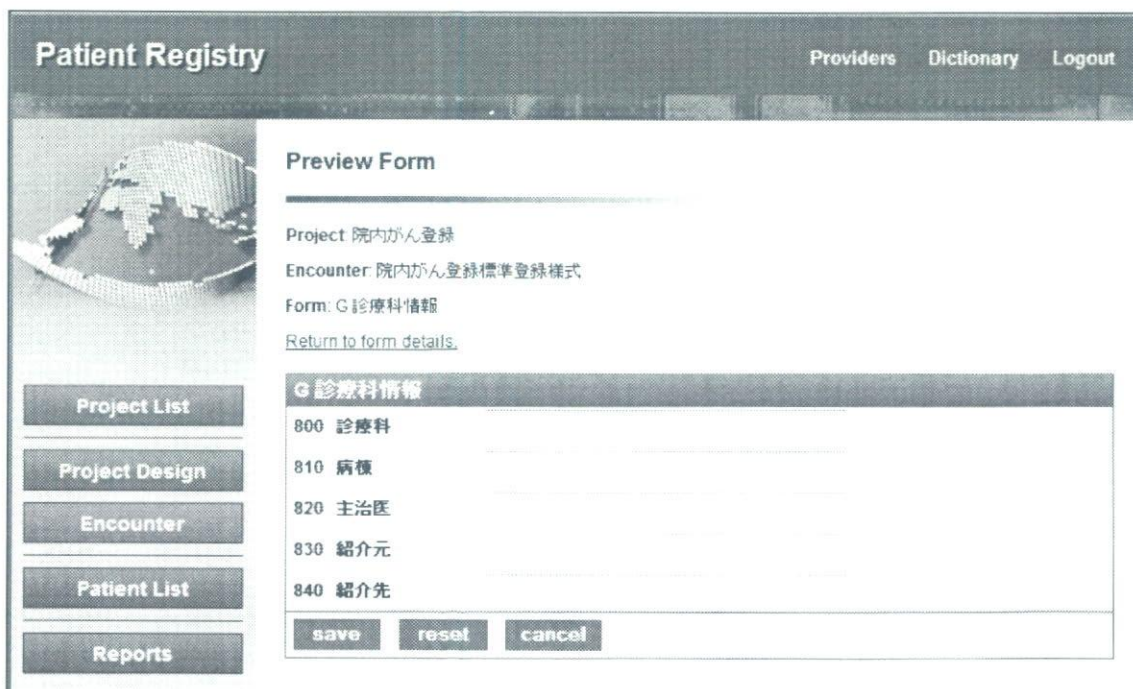 Patient Registry
Providers Dictionary Logout
Preview Form
Project: 院内がん登録
Encounter: 院内がん登録標準登録様式
Form: G 診療科情報
Return to form details.
G 診療科情報
800 診療科
810 病棟
820 主治医
830 紹介元
840 紹介先
save reset cancel
Project List
Project Design
Encounter
Patient List
Reports